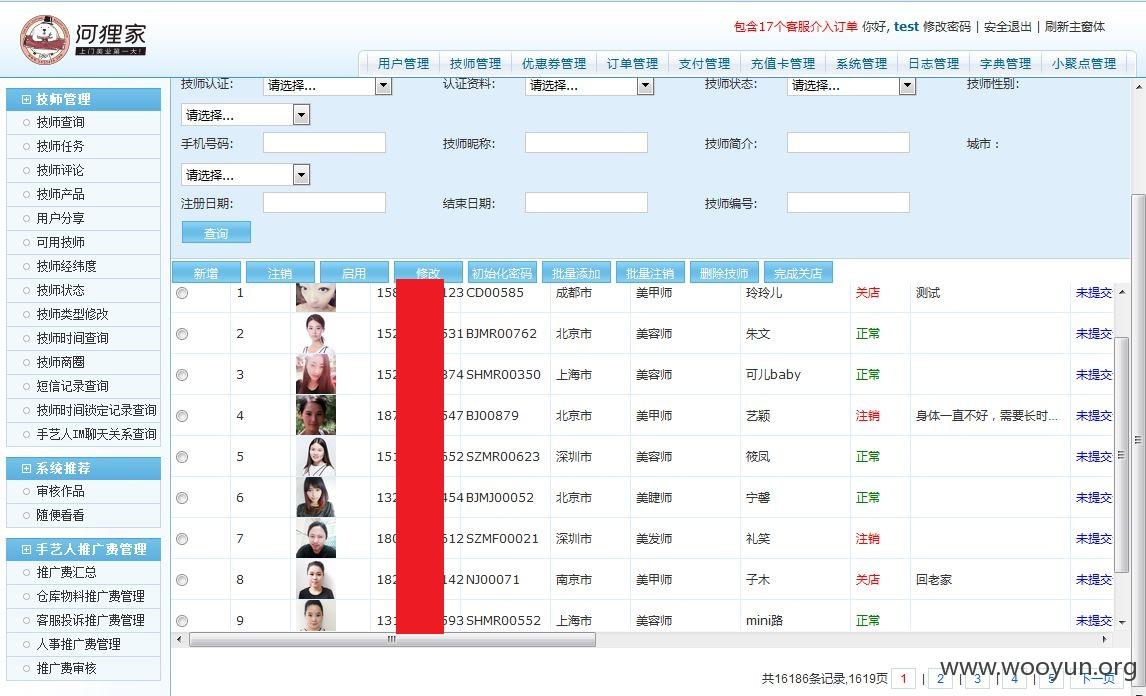 河狸家
上门美业第一大!
包含17个客服介入订单 你好, test 修改密码 | 安全退出 | 刷新主窗体
用户管理 技师管理 优惠券管理 订单管理 支付管理 充值卡管理 系统管理 日志管理 字典管理 小聚点管理
技师管理
技师查询
技师任务
技师评论
技师产品
用户分享
可用技师
技师经纬度
技师状态
技师类型修改
技师时间查询
技师商圈
短信记录查询
技师时间锁定记录查询
手艺人IM聊天关系查询
系统推荐
审核作品
随便看看
手艺人推广费管理
推广费汇总
仓库物料推广费管理
客服投诉推广费管理
人事推广费管理
推广费审核
技师认证: 请选择... 认证资料: 请选择... 技师状态: 请选择... 技师性别:
请选择...
手机号码: 技师昵称: 技师简介: 城市:
请选择...
注册日期: 结束日期: 技师编号:
查询
新增 注销 启用 修改 初始化密码 批量添加 批量注销 删除技师 完成关店
1 158 123 CD00585 成都市 美甲师 玲玲儿 关店 测试 未提交
2 152 531 BJMR00762 北京市 美容师 朱文 正常 未提交
3 152 374 SHMR00350 上海市 美容师 可儿baby 正常 未提交
4 187 547 BJ00879 北京市 美甲师 艺颖 注销 身体一直不好，需要长时... 未提交
5 151 552 SZMR00623 深圳市 美容师 筱凤 正常 未提交
6 132 454 BJMJ00052 北京市 美睫师 宁馨 正常 未提交
7 180 512 SZMF00021 深圳市 美发师 礼笑 注销 未提交
8 182 142 NJ00071 南京市 美甲师 子木 关店 回老家 未提交
9 131 593 SHMR00552 上海市 美容师 mini路 正常 未提交
共16186条记录,1619页 1 | 2 | 3 | 4 | 5 下一页
www.wooyun.org